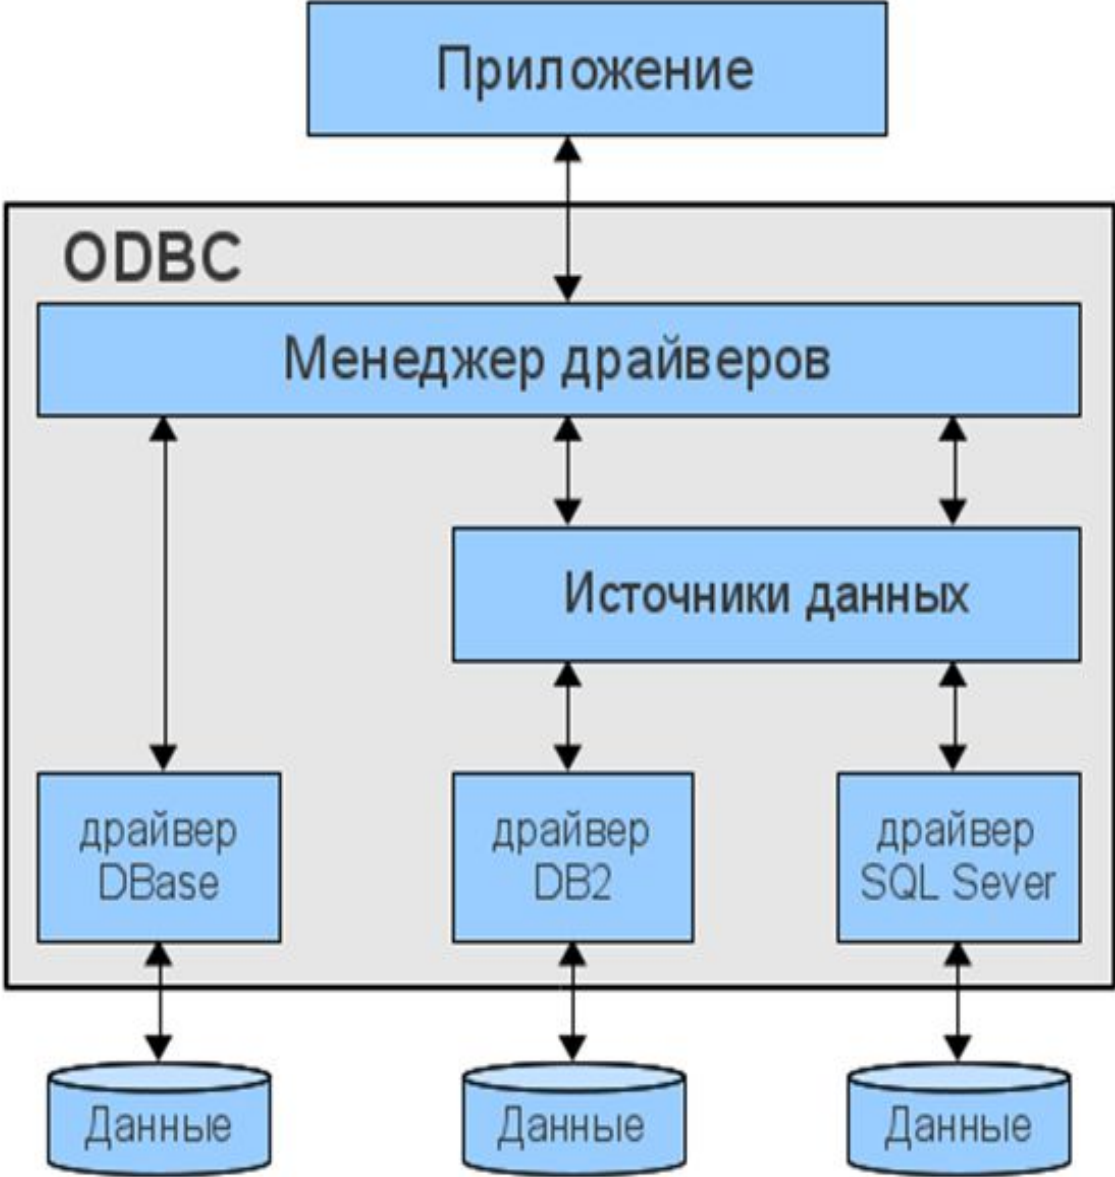 Приложение
ODBC
Менеджер драйверов
Источники данных
драйвер
DBase
драйвер
DB2
драйвер
SQL Sever
Данные
Данные
Данные